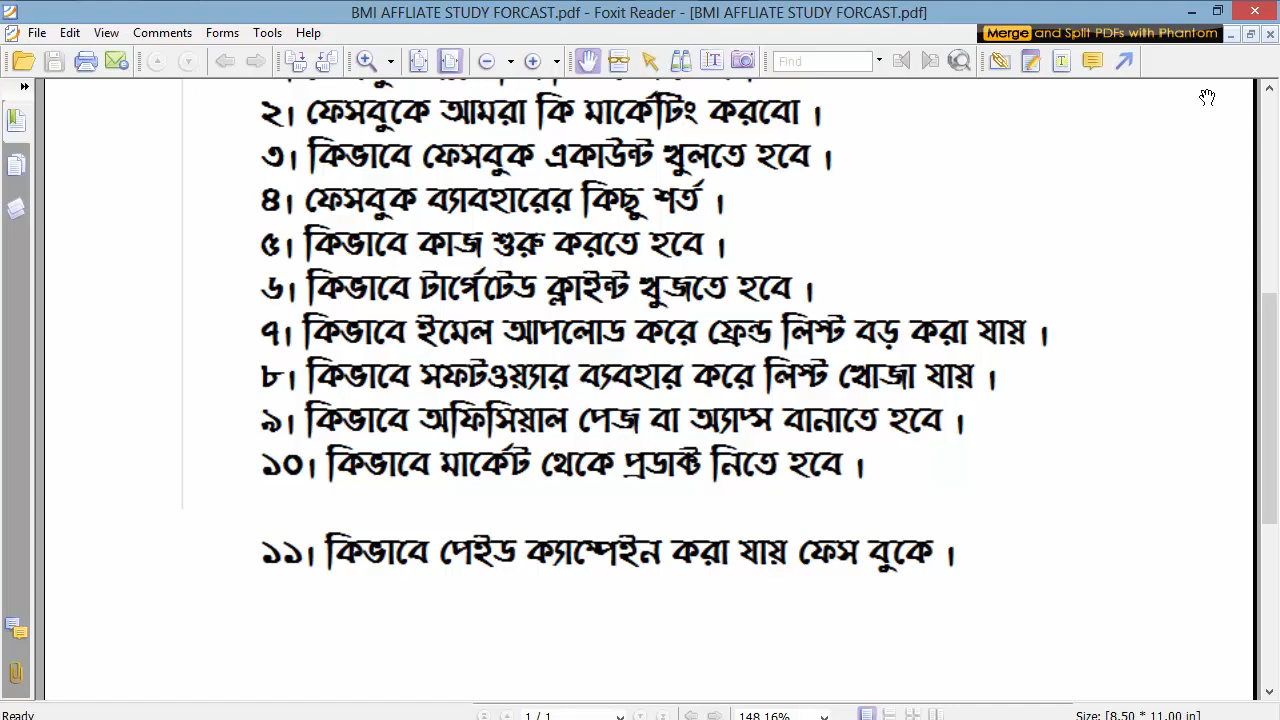 BMI AFFLIATE STUDY FORCAST.pdf - Foxit Reader - [BMI AFFLIATE STUDY FORCAST.pdf]
File Edit View Comments Forms Tools Help
Merge and Split PDFs with Phantom
Find
২। ফেসবুকে আমরা কি মার্কেটিং করবো ।
৩। কিভাবে ফেসবুক একাউন্ট খুলতে হবে ।
৪। ফেসবুক ব্যাবহারের কিছু শর্ত ।
৫। কিভাবে কাজ শুরু করতে হবে ।
৬। কিভাবে টার্গেটেড ক্লাইন্ট খুজতে হবে ।
৭। কিভাবে ইমেল আপলোড করে ফ্রেন্ড লিস্ট বড় করা যায় ।
৮। কিভাবে সফটওয়্যার ব্যবহার করে লিস্ট খোজা যায় ।
৯। কিভাবে অফিসিয়াল পেজ বা অ্যাপ্স বানাতে হবে ।
১০। কিভাবে মার্কেট থেকে প্রডাক্ট নিতে হবে ।
১১। কিভাবে পেইড ক্যাম্পেইন করা যায় ফেস বুকে ।
Ready 1 / 1 148.16% Size: [8.50 * 11.00 in]